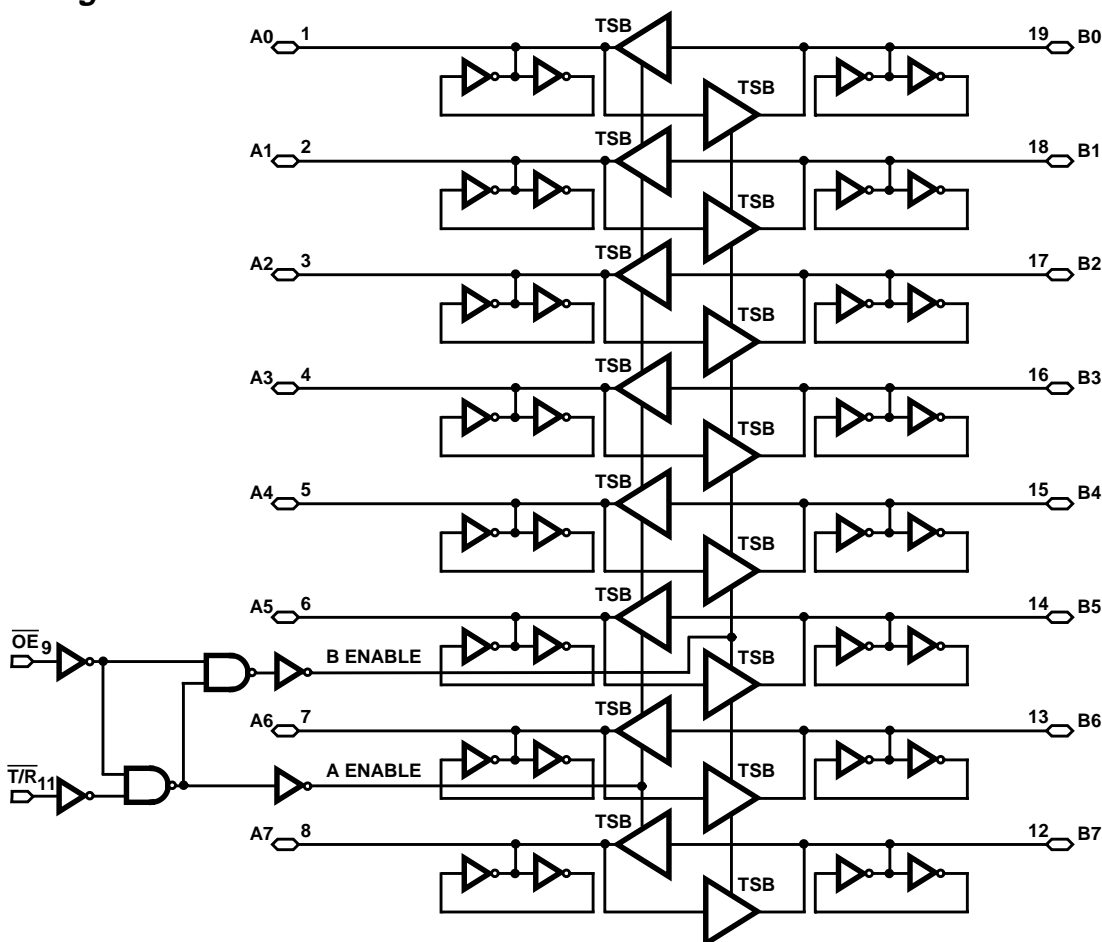 TSB
A0 1 19 B0
TSB
TSB
A1 2 18 B1
TSB
TSB
A2 3 17 B2
TSB
TSB
A3 4 16 B3
TSB
TSB
A4 5 15 B4
TSB
TSB
A5 6 14 B5
OE 9
B ENABLE
TSB
TSB
A6 7 13 B6
T/R 11
A ENABLE
TSB
TSB
A7 8 12 B7
TSB